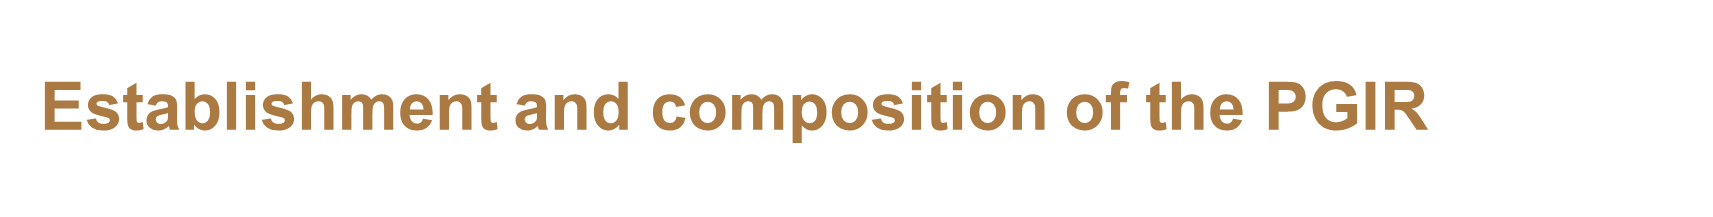 Establishment and composition of the PGIR